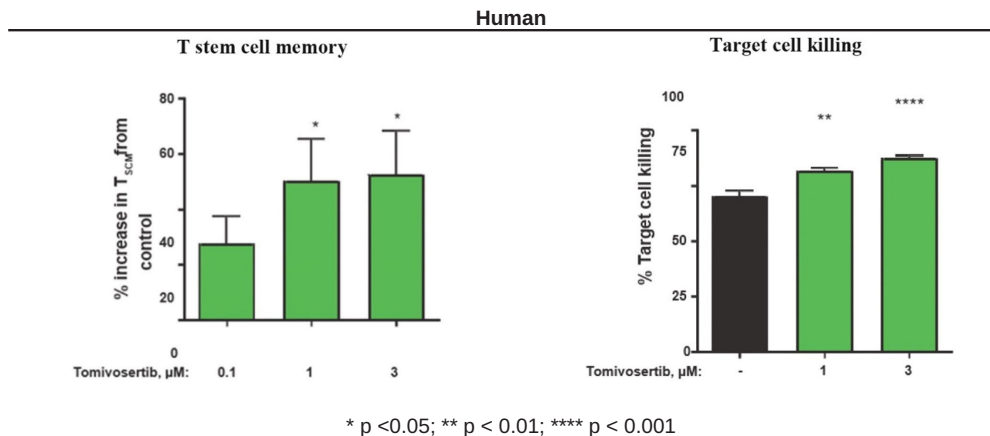 Human
T stem cell memory
% increase in TSCM from
control
80
60
40
20
0
* *
Tomivosertib, µM: 0.1 1 3
Target cell killing
% Target cell killing
100
75
50
25
0
** ****
Tomivosertib, µM: - 1 3
* p <0.05; ** p < 0.01; **** p < 0.001